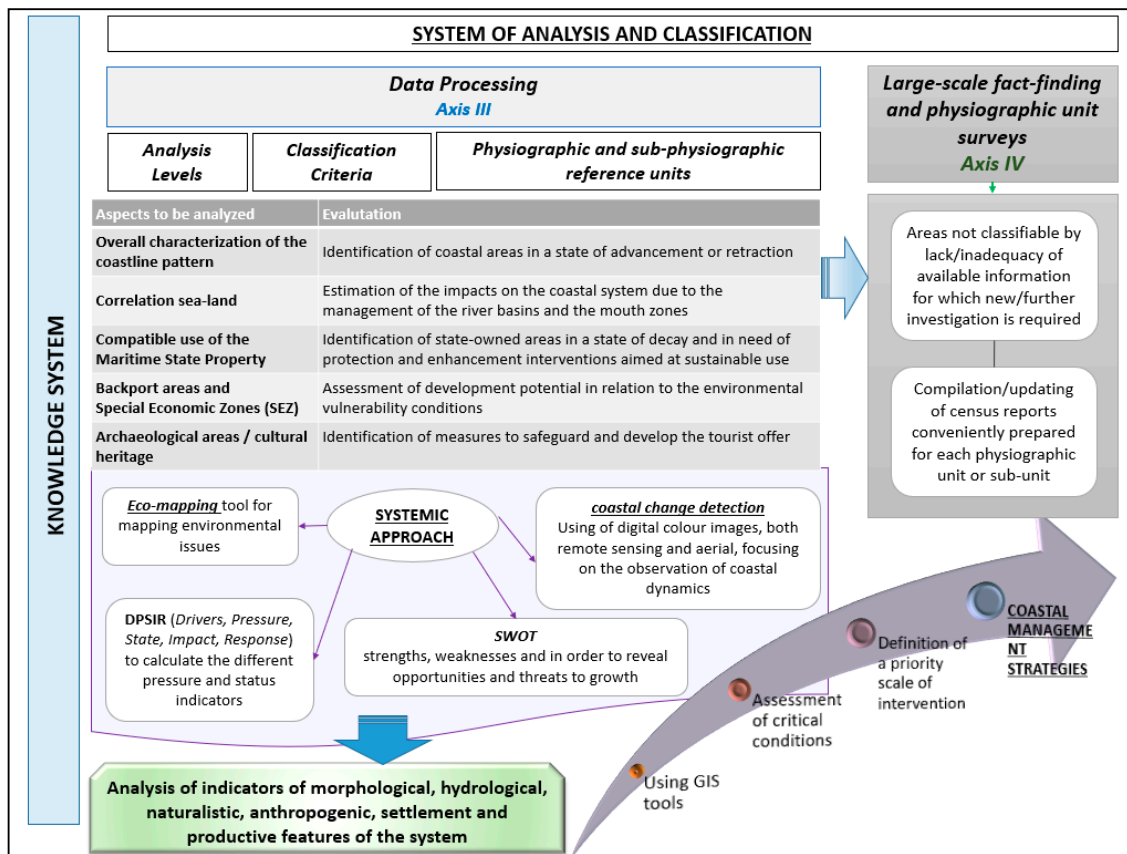 SYSTEM OF ANALYSIS AND CLASSIFICATION
KNOWLEDGE SYSTEM
Data Processing
Axis III
Analysis
Levels
Classification
Criteria
Physiographic and sub-physiographic
reference units
Aspects to be analyzed
Evalutation
Overall characterization of the
coastline pattern
Identification of coastal areas in a state of advancement or retraction
Correlation sea-land
Estimation of the impacts on the coastal system due to the
management of the river basins and the mouth zones
Compatible use of the
Maritime State Property
Identification of state-owned areas in a state of decay and in need of
protection and enhancement interventions aimed at sustainable use
Backport areas and
Special Economic Zones (SEZ)
Assessment of development potential in relation to the environmental
vulnerability conditions
Archaeological areas / cultural
heritage
Identification of measures to safeguard and develop the tourist offer
Large-scale fact-finding
and physiographic unit
surveys
Axis IV
Areas not classifiable by
lack/inadequacy of
available information
for which new/further
investigation is required
Compilation/updating
of census reports
conveniently prepared
for each physiographic
unit or sub-unit
Eco-mapping tool for
mapping environmental
issues
SYSTEMIC
APPROACH
coastal change detection
Using of digital colour images, both
remote sensing and aerial, focusing
on the observation of coastal
dynamics
DPSIR (Drivers, Pressure,
State, Impact, Response)
to calculate the different
pressure and status
indicators
SWOT
strengths, weaknesses and in order to reveal
opportunities and threats to growth
Analysis of indicators of morphological, hydrological,
naturalistic, anthropogenic, settlement and
productive features of the system
Using GIS
tools
Assessment
of critical
conditions
Definition of
a priority
scale of
intervention
COASTAL
MANAGEME
NT
STRATEGIES